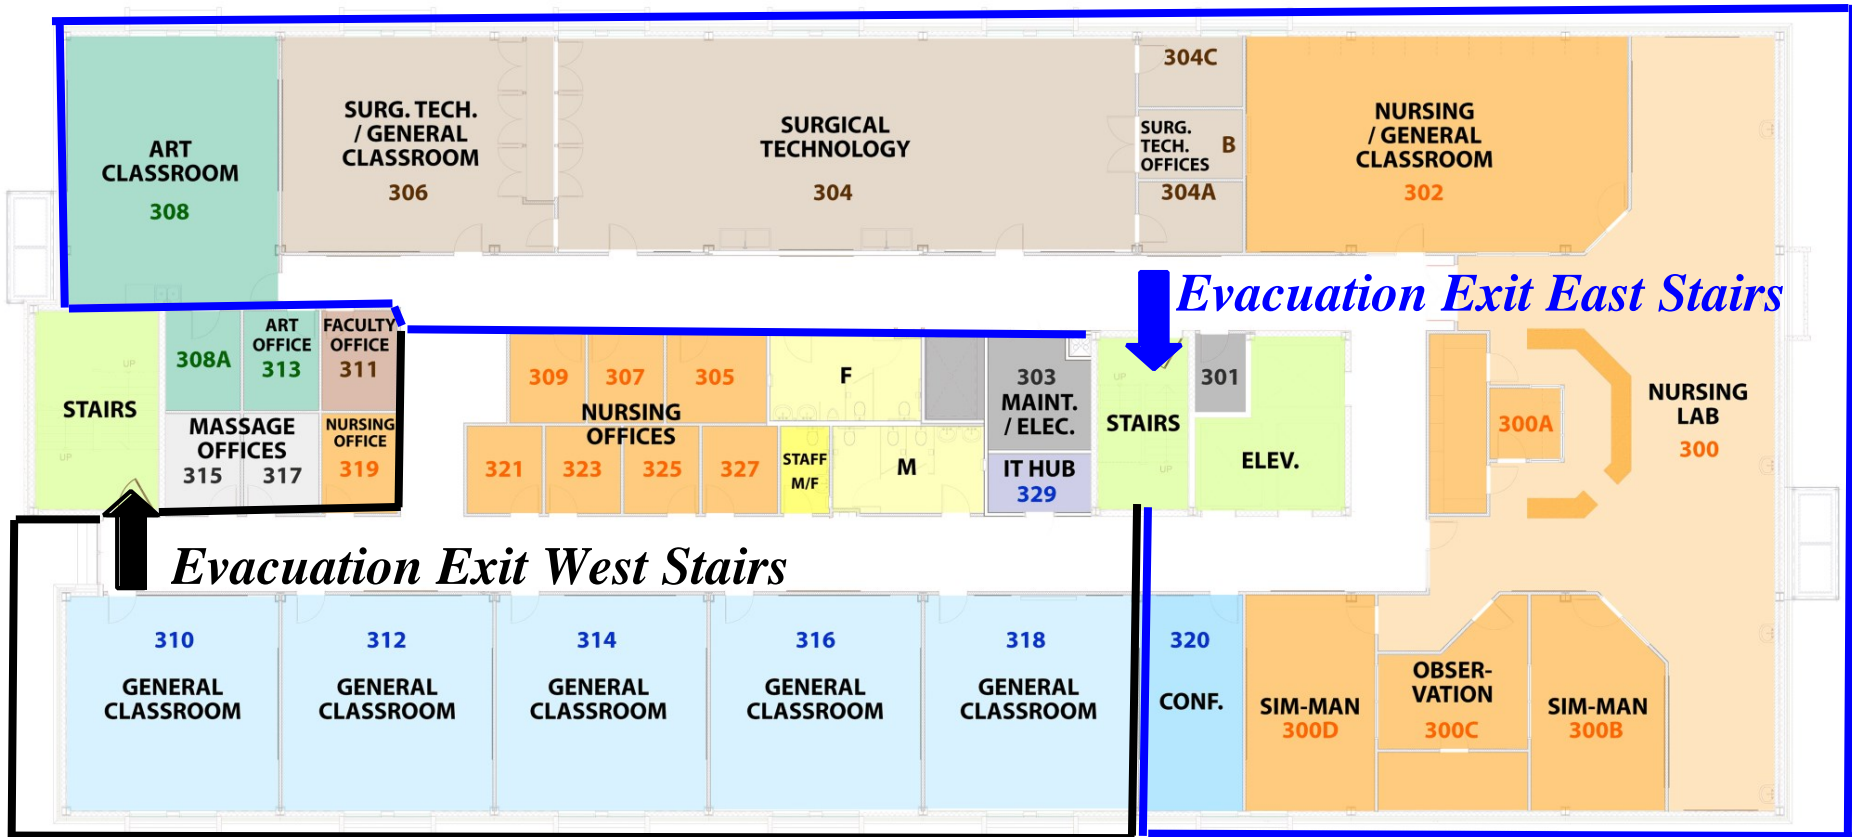 ART
CLASSROOM
308
SURG. TECH.
/ GENERAL
CLASSROOM
306
SURGICAL
TECHNOLOGY
304
304C
SURG.
TECH.
OFFICES
B
304A
NURSING
/ GENERAL
CLASSROOM
302
Evacuation Exit East Stairs
STAIRS
UP
UP
308A
ART
OFFICE
313
FACULTY
OFFICE
311
MASSAGE
OFFICES
315
317
NURSING
OFFICE
319
309
307
305
NURSING
OFFICES
321
323
325
327
F
STAFF
M/F
M
303
MAINT.
/ ELEC.
IT HUB
329
UP
STAIRS
UP
301
ELEV.
300A
NURSING
LAB
300
Evacuation Exit West Stairs
310
GENERAL
CLASSROOM
312
GENERAL
CLASSROOM
314
GENERAL
CLASSROOM
316
GENERAL
CLASSROOM
318
GENERAL
CLASSROOM
320
CONF.
SIM-MAN
300D
OBSER-
VATION
300C
SIM-MAN
300B